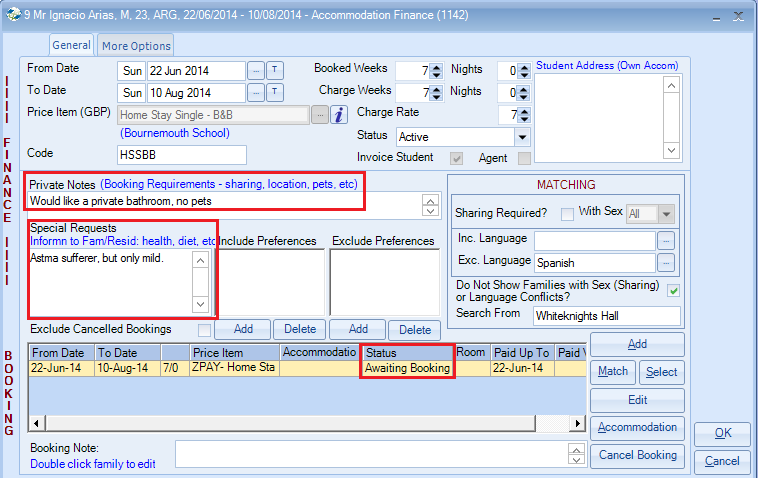 9 Mr Ignacio Arias, M, 23, ARG, 22/06/2014 - 10/08/2014 - Accommodation Finance (1142)
General
More Options
From Date Sun 22 Jun 2014 ... T
Booked Weeks 7 Nights 0
Student Address (Own Accom)
To Date Sun 10 Aug 2014 ... T
Charge Weeks 7 Nights 0
Price Item (GBP) Home Stay Single - B&B ... i
Charge Rate 7
(Bournemouth School)
Status Active
Code HSSBB
Invoice Student Agent
FINANCE
Private Notes (Booking Requirements - sharing, location, pets, etc)
Would like a private bathroom, no pets
MATCHING
Sharing Required? With Sex All
Inc. Language ...
Exc. Language Spanish ...
Do Not Show Families with Sex (Sharing)
or Language Conflicts?
Search From Whiteknights Hall
Special Requests
Informn to Fam/Resid: health, diet, etc
Astma sufferer, but only mild.
Include Preferences
Exclude Preferences
Exclude Cancelled Bookings
Add Delete Add Delete
BOOKING
From Date To Date Price Item Accommodatio Status Room Paid Up To Paid V
22-Jun-14 10-Aug-14 7/0 ZPAY- Home Sta Awaiting Booking 22-Jun-14
Add
Match Select
Edit
Accommodation
Cancel Booking
Booking Note:
Double click family to edit
OK
Cancel